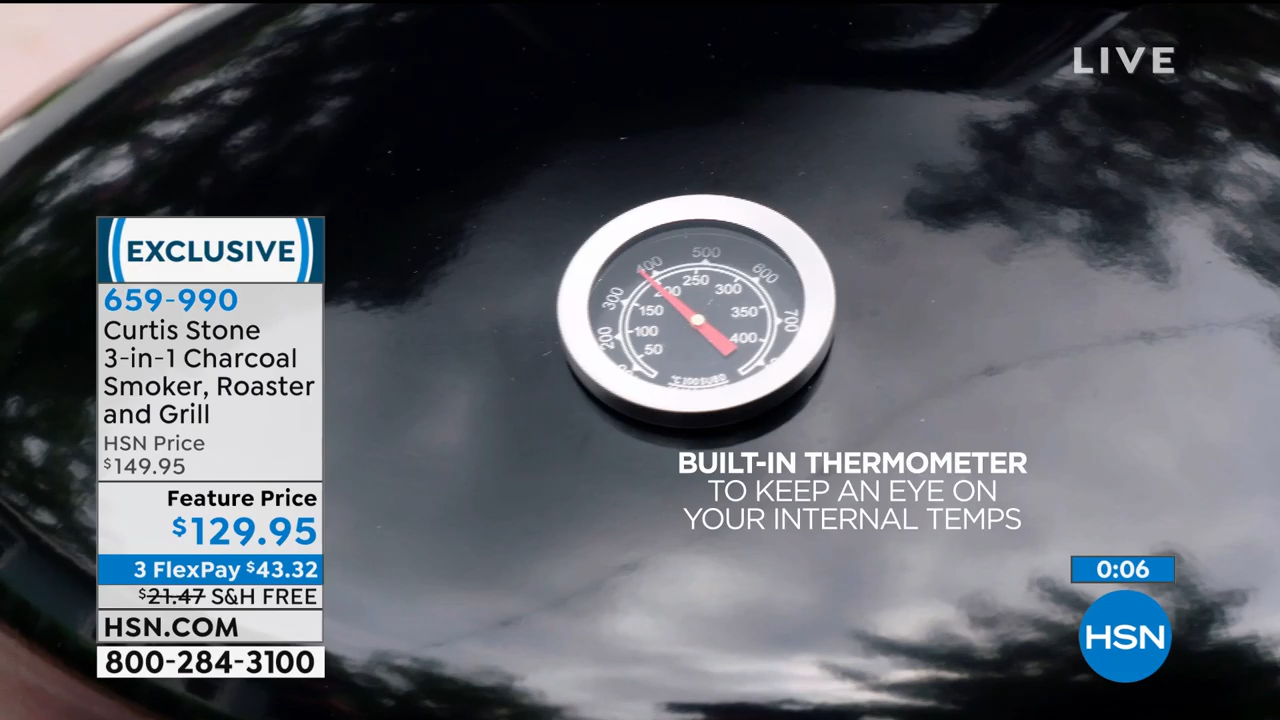 LIVE
EXCLUSIVE
659-990
Curtis Stone
3-in-1 Charcoal
Smoker, Roaster
and Grill
HSN Price
$149.95
Feature Price
$129.95
3 FlexPay $43.32
$21.47 S&H FREE
HSN.COM
800-284-3100
200
300
400
500
600
700
50
100
150
200
250
300
350
400
BUILT-IN THERMOMETER
TO KEEP AN EYE ON
YOUR INTERNAL TEMPS
0:06
HSN